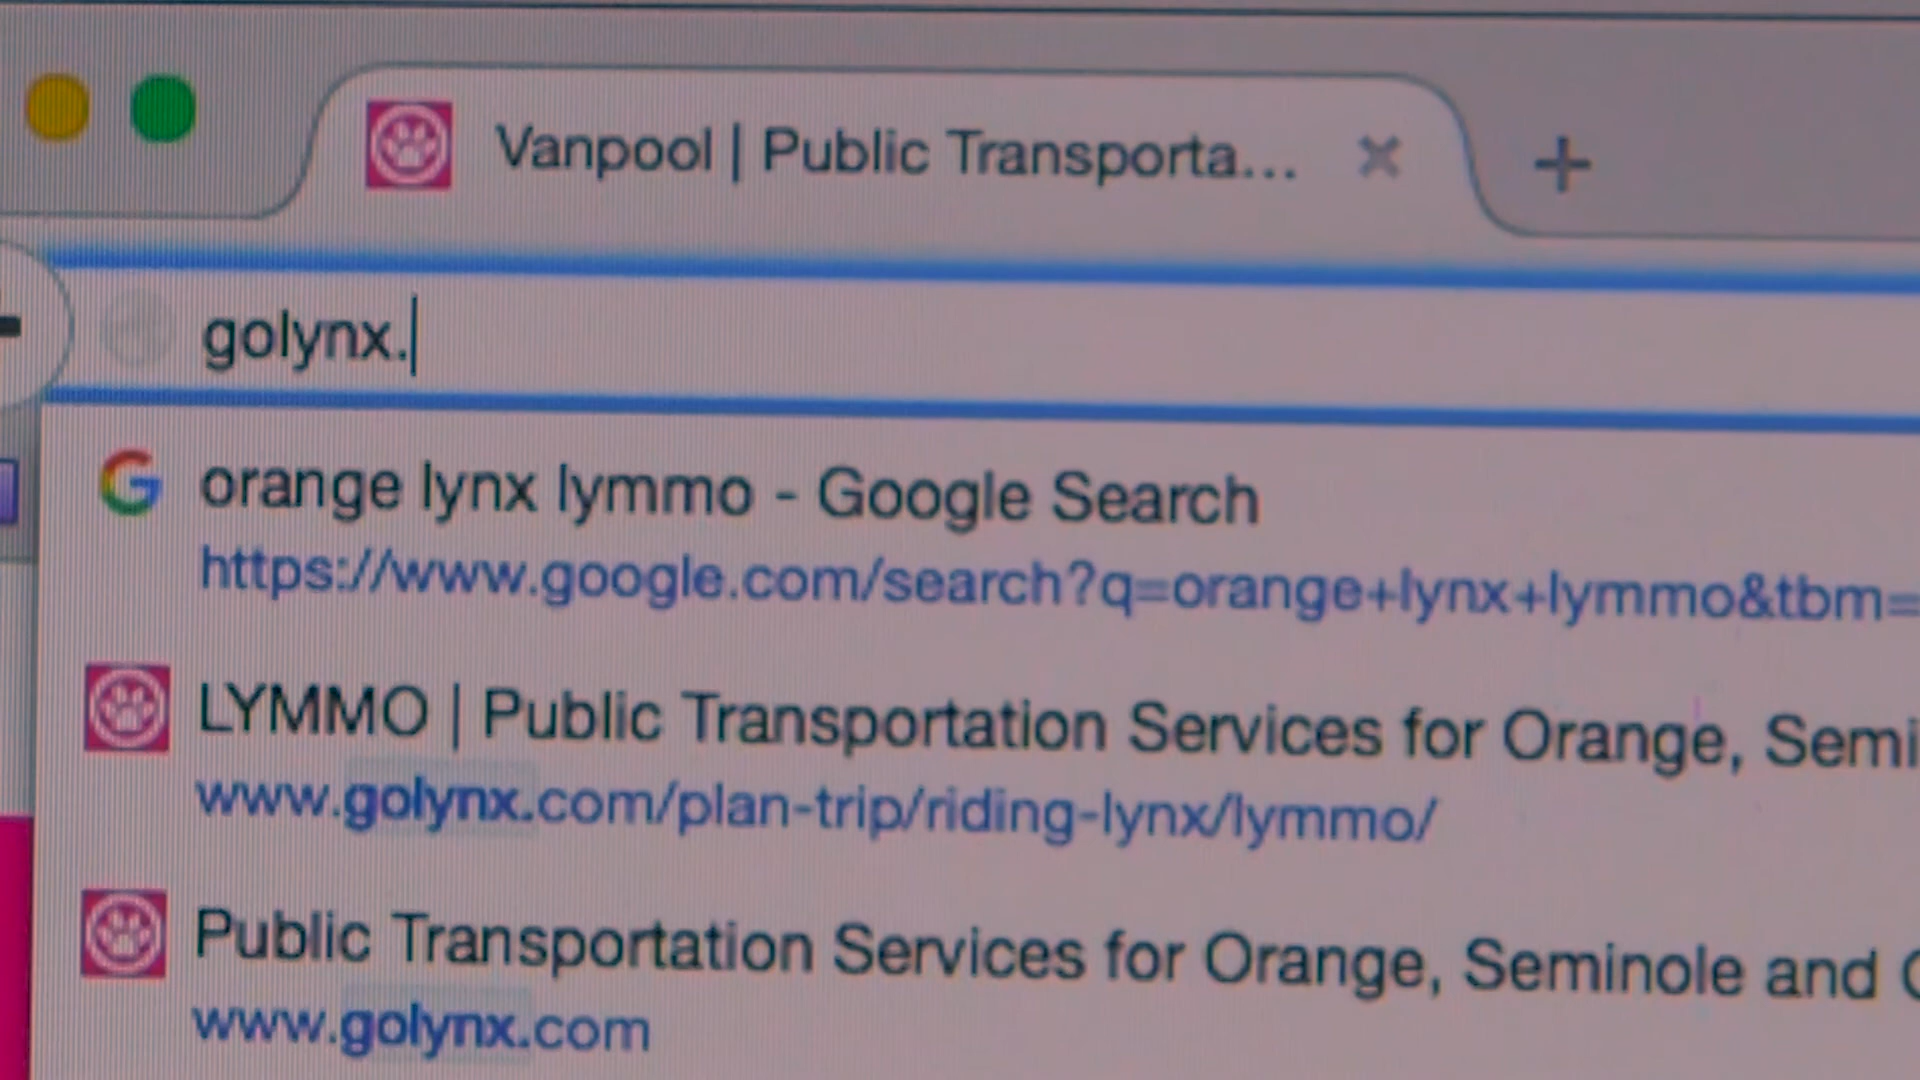 Vanpool | Public Transporta...
golynx.
orange lynx lymmo - Google Search
https://www.google.com/search?q=orange+lynx+lymmo&tbm=
LYMMO | Public Transportation Services for Orange, Semi
www.golynx.com/plan-trip/riding-lynx/lymmo/
Public Transportation Services for Orange, Seminole and
www.golynx.com